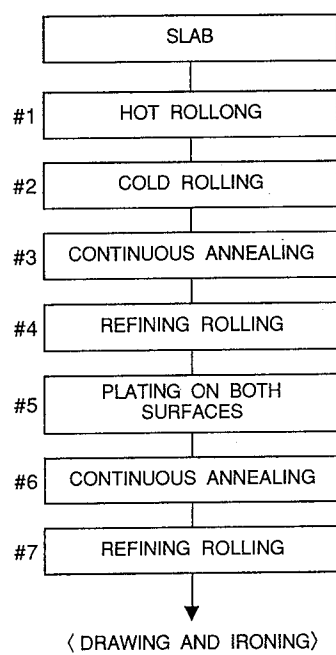 SLAB
#1 HOT ROLLONG
#2 COLD ROLLING
#3 CONTINUOUS ANNEALING
#4 REFINING ROLLING
#5 PLATING ON BOTH
SURFACES
#6 CONTINUOUS ANNEALING
#7 REFINING ROLLING
〈 DRAWING AND IRONING〉